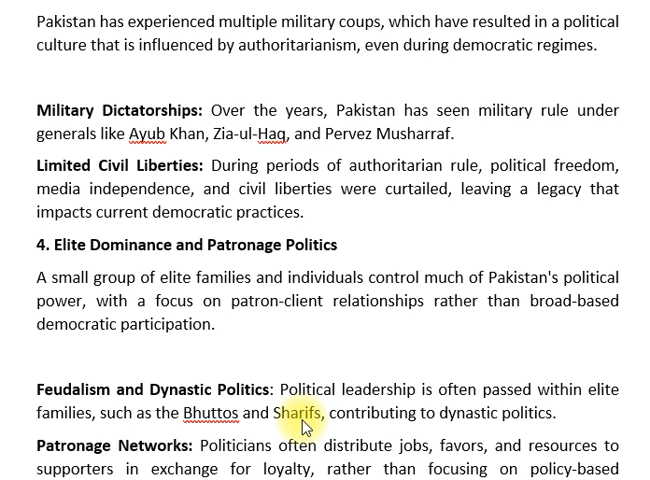 Pakistan has experienced multiple military coups, which have resulted in a political
culture that is influenced by authoritarianism, even during democratic regimes.
Military Dictatorships: Over the years, Pakistan has seen military rule under
generals like Ayub Khan, Zia-ul-Haq, and Pervez Musharraf.
Limited Civil Liberties: During periods of authoritarian rule, political freedom,
media independence, and civil liberties were curtailed, leaving a legacy that
impacts current democratic practices.
4. Elite Dominance and Patronage Politics
A small group of elite families and individuals control much of Pakistan's political
power, with a focus on patron-client relationships rather than broad-based
democratic participation.
Feudalism and Dynastic Politics: Political leadership is often passed within elite
families, such as the Bhuttos and Sharifs, contributing to dynastic politics.
Patronage Networks: Politicians often distribute jobs, favors, and resources to
supporters in exchange for loyalty, rather than focusing on policy-based